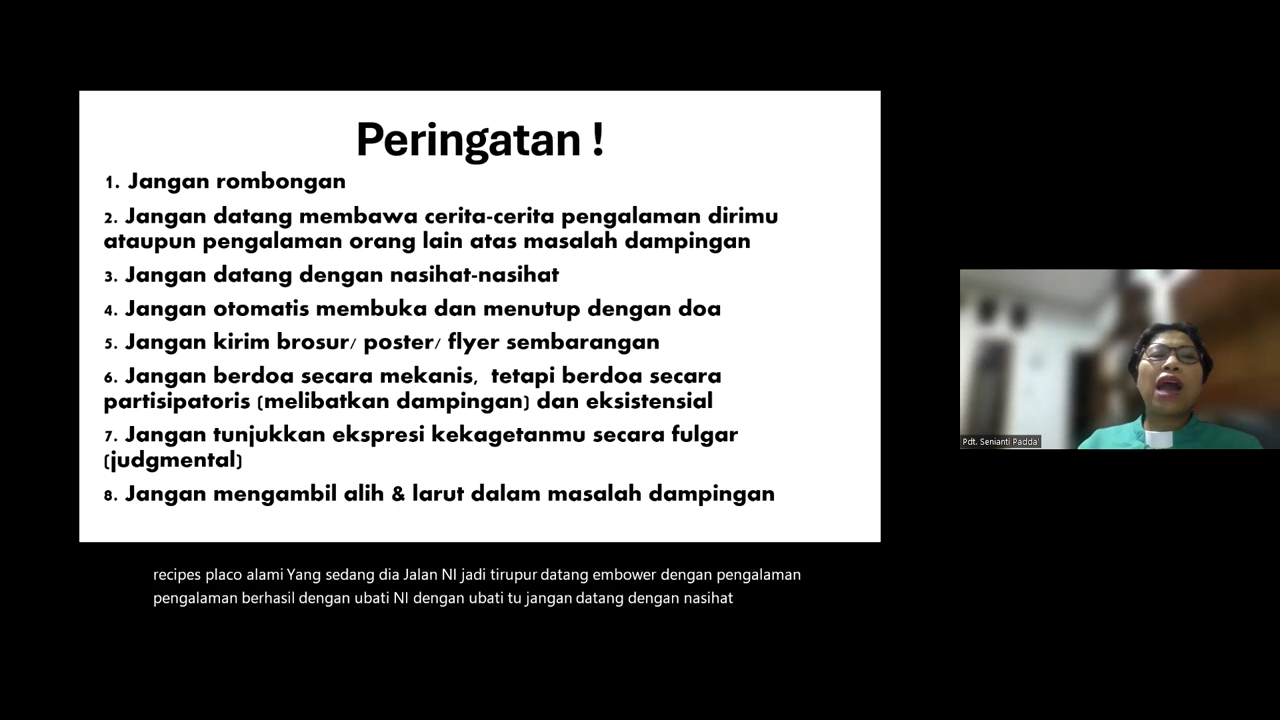 Peringatan !
1. Jangan rombongan
2. Jangan datang membawa cerita-cerita pengalaman dirimu
ataupun pengalaman orang lain atas masalah dampingan
3. Jangan datang dengan nasihat-nasihat
4. Jangan otomatis membuka dan menutup dengan doa
5. Jangan kirim brosur/ poster/ flyer sembarangan
6. Jangan berdoa secara mekanis, tetapi berdoa secara
partisipatoris (melibatkan dampingan) dan eksistensial
7. Jangan tunjukkan ekspresi kekagetanmu secara fulgar
(judgmental)
8. Jangan mengambil alih & larut dalam masalah dampingan
Pdt. Senianti Padda'
recipes placo alami Yang sedang dia Jalan NI jadi tirupur datang embower dengan pengalaman
pengalaman berhasil dengan ubati NI dengan ubati tu jangan datang dengan nasihat